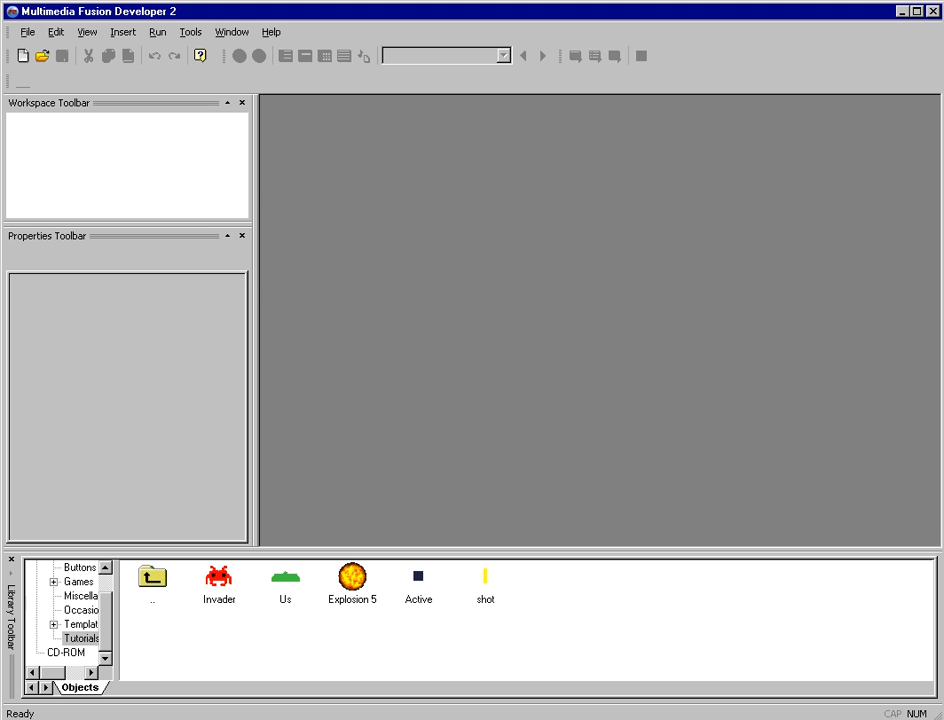 Multimedia Fusion Developer 2
File Edit View Insert Run Tools Window Help
Workspace Toolbar
Properties Toolbar
Library Toolbar
Buttons
Games
Miscella
Occasio
Templat
Tutorials
CD-ROM
Objects
..
Invader
Us
Explosion 5
Active
shot
Ready
CAP NUM